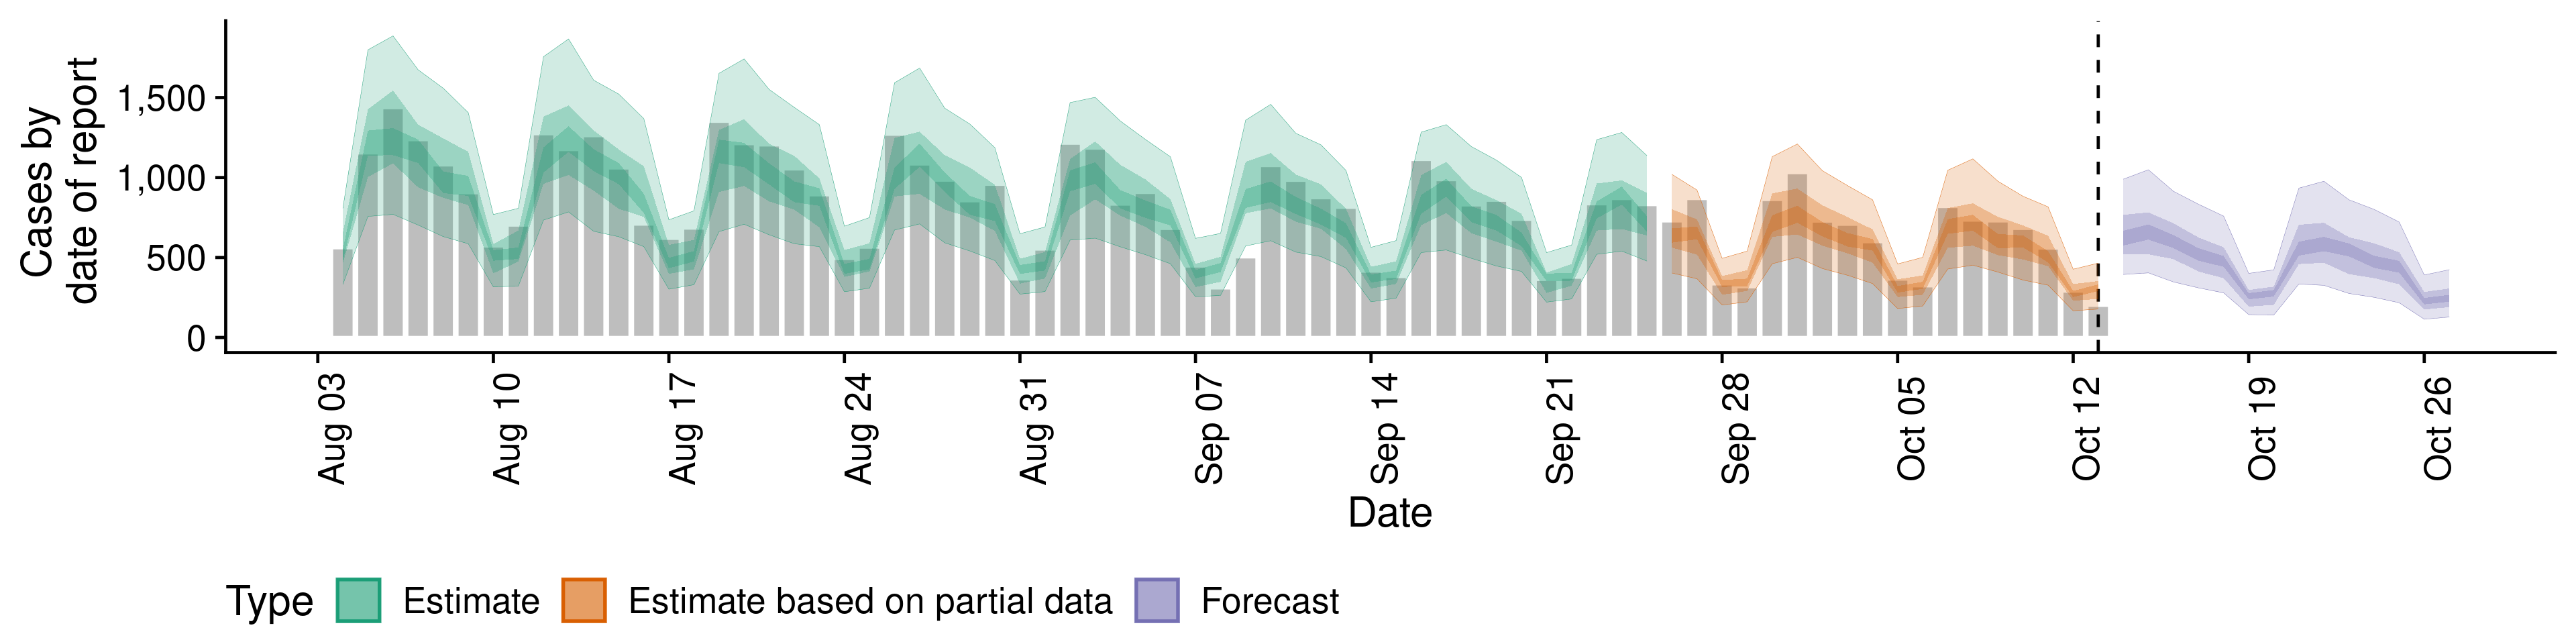 Cases by
date of report
1,500
1,000
500
0
Aug 03
Aug 10
Aug 17
Aug 24
Aug 31
Sep 07
Sep 14
Sep 21
Sep 28
Oct 05
Oct 12
Oct 19
Oct 26
Date
Type Estimate Estimate based on partial data Forecast